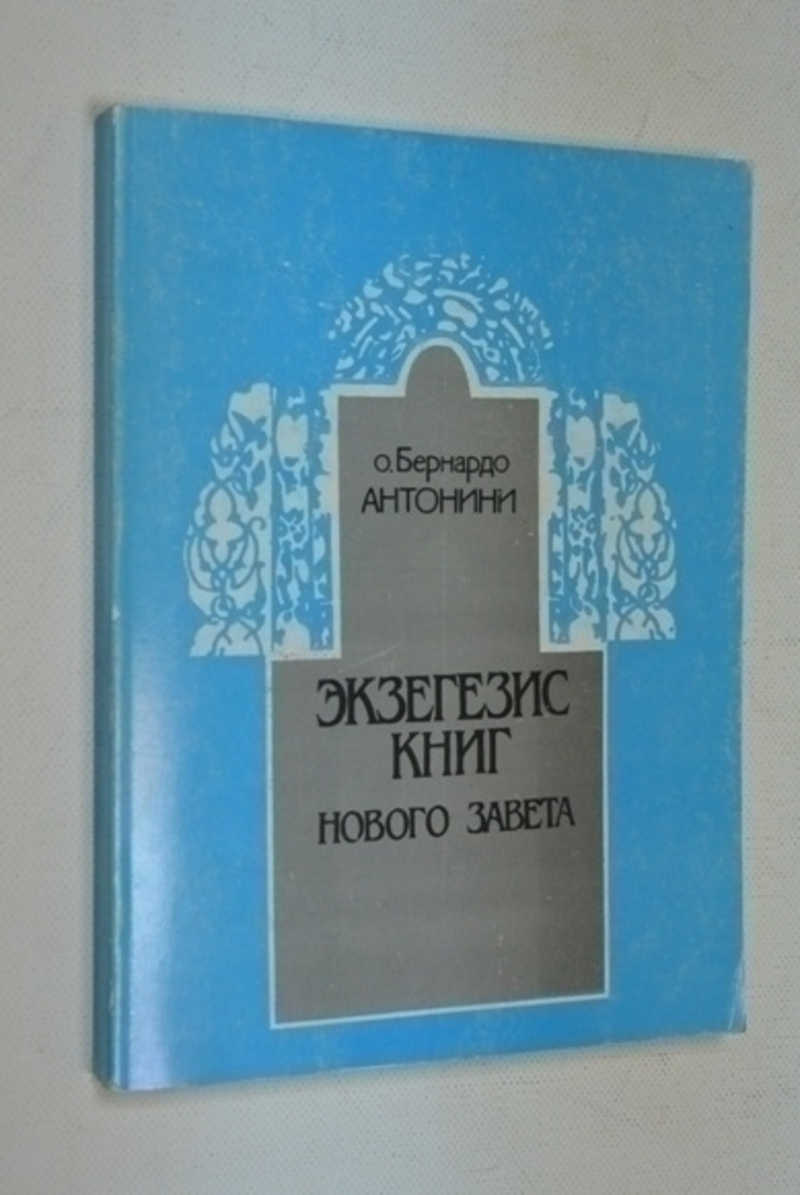 о.Бернардо
АНТОНИНИ
ЭКЗЕГЕЗИС
КНИГ
НОВОГО ЗАВЕТА